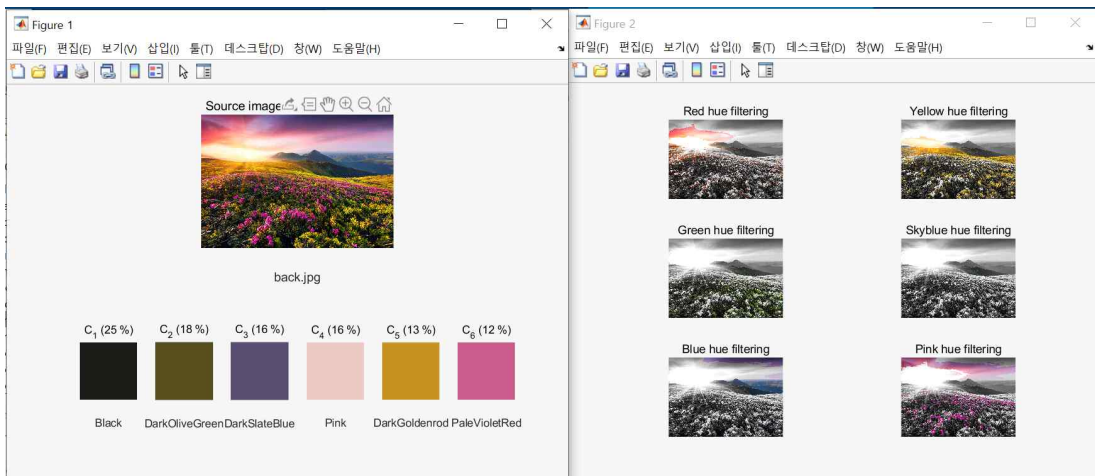 Figure 1
파일(F) 편집(E) 보기(V) 삽입(I) 툴(T) 데스크탑(D) 창(W) 도움말(H)
Source image
back.jpg
C1 (25 %) C2 (18 %) C3 (16 %) C4 (16 %) C5 (13 %) C6 (12 %)
Black DarkOliveGreen DarkSlateBlue Pink DarkGoldenrod PaleVioletRed
Figure 2
파일(F) 편집(E) 보기(V) 삽입(I) 툴(T) 데스크탑(D) 창(W) 도움말(H)
Red hue filtering Yellow hue filtering
Green hue filtering Skyblue hue filtering
Blue hue filtering Pink hue filtering